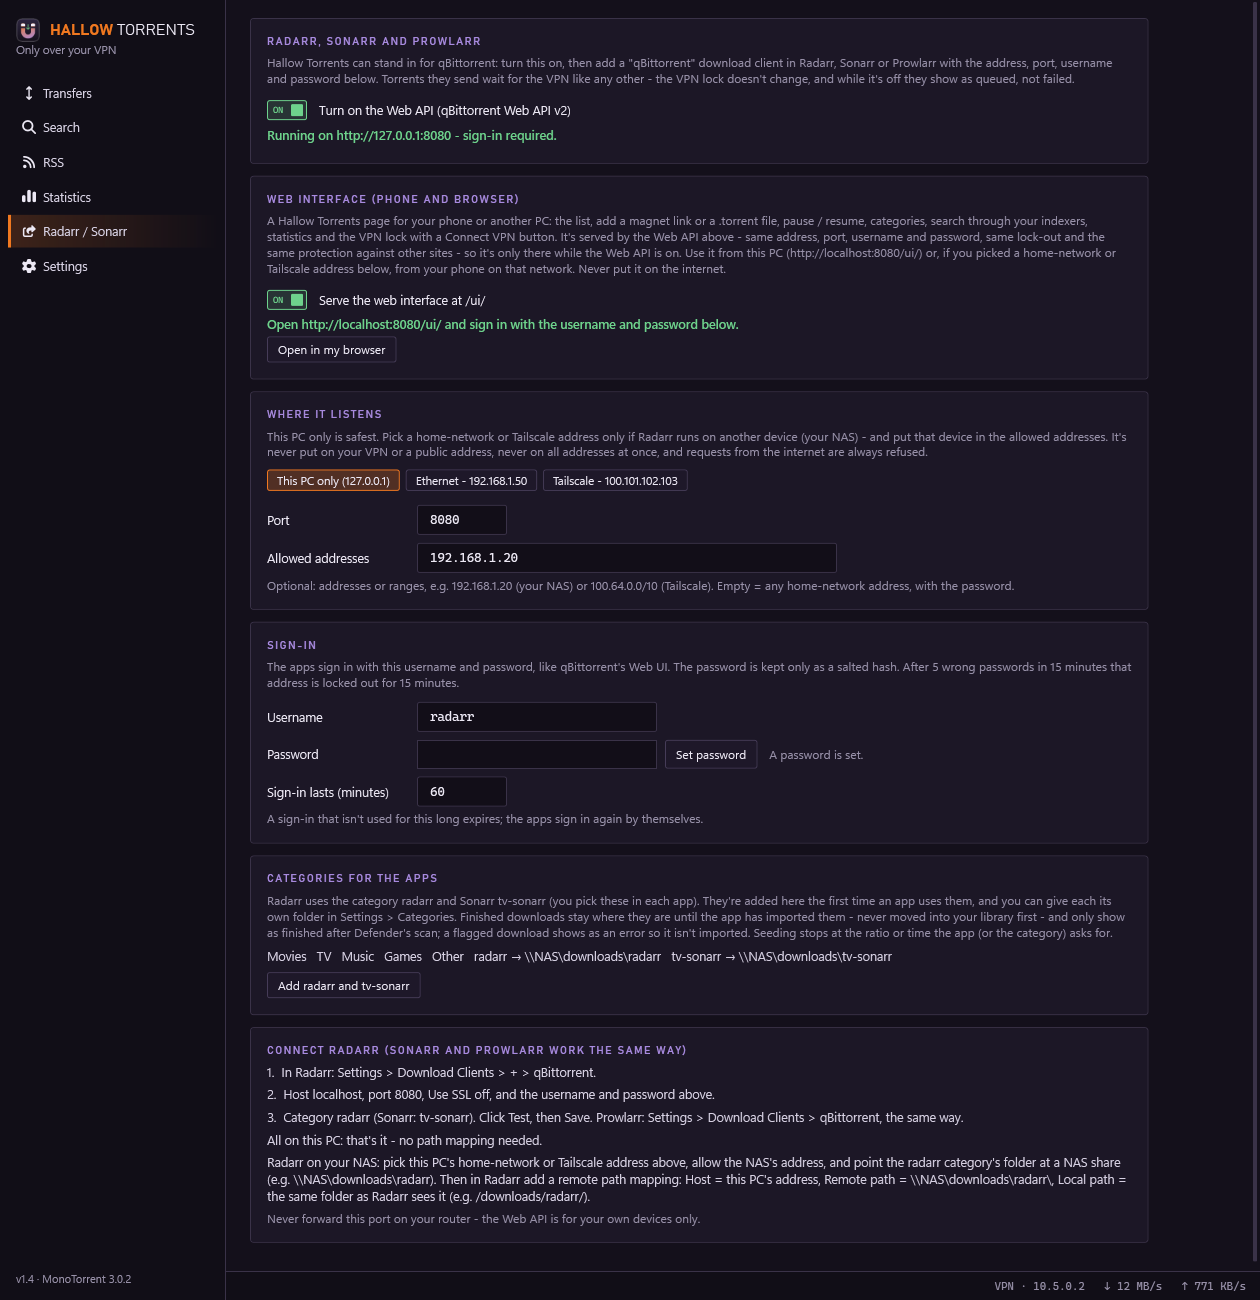 HALLOW TORRENTS
Only over your VPN
Transfers
Search
RSS
Statistics
Radarr / Sonarr
Settings
RADARR, SONARR AND PROWLARR
Hallow Torrents can stand in for qBittorrent: turn this on, then add a "qBittorrent" download client in Radarr, Sonarr or Prowlarr with the address, port, username
and password below. Torrents they send wait for the VPN like any other - the VPN lock doesn't change, and while it's off they show as queued, not failed.
ON Turn on the Web API (qBittorrent Web API v2)
Running on http://127.0.0.1:8080 - sign-in required.
WEB INTERFACE (PHONE AND BROWSER)
A Hallow Torrents page for your phone or another PC: the list, add a magnet link or a .torrent file, pause / resume, categories, search through your indexers,
statistics and the VPN lock with a Connect VPN button. It's served by the Web API above - same address, port, username and password, same lock-out and the
same protection against other sites - so it's only there while the Web API is on. Use it from this PC (http://localhost:8080/ui/) or, if you picked a home-network or
Tailscale address below, from your phone on that network. Never put it on the internet.
ON Serve the web interface at /ui/
Open http://localhost:8080/ui/ and sign in with the username and password below.
Open in my browser
WHERE IT LISTENS
This PC only is safest. Pick a home-network or Tailscale address only if Radarr runs on another device (your NAS) - and put that device in the allowed addresses. It's
never put on your VPN or a public address, never on all addresses at once, and requests from the internet are always refused.
This PC only (127.0.0.1) Ethernet - 192.168.1.50 Tailscale - 100.101.102.103
Port 8080
Allowed addresses 192.168.1.20
Optional: addresses or ranges, e.g. 192.168.1.20 (your NAS) or 100.64.0.0/10 (Tailscale). Empty = any home-network address, with the password.
SIGN-IN
The apps sign in with this username and password, like qBittorrent's Web UI. The password is kept only as a salted hash. After 5 wrong passwords in 15 minutes that
address is locked out for 15 minutes.
Username radarr
Password Set password A password is set.
Sign-in lasts (minutes) 60
A sign-in that isn't used for this long expires; the apps sign in again by themselves.
CATEGORIES FOR THE APPS
Radarr uses the category radarr and Sonarr tv-sonarr (you pick these in each app). They're added here the first time an app uses them, and you can give each its
own folder in Settings > Categories. Finished downloads stay where they are until the app has imported them - never moved into your library first - and only show
as finished after Defender's scan; a flagged download shows as an error so it isn't imported. Seeding stops at the ratio or time the app (or the category) asks for.
Movies TV Music Games Other radarr → \\NAS\downloads\radarr tv-sonarr → \\NAS\downloads\tv-sonarr
Add radarr and tv-sonarr
CONNECT RADARR (SONARR AND PROWLARR WORK THE SAME WAY)
1. In Radarr: Settings > Download Clients > + > qBittorrent.
2. Host localhost, port 8080, Use SSL off, and the username and password above.
3. Category radarr (Sonarr: tv-sonarr). Click Test, then Save. Prowlarr: Settings > Download Clients > qBittorrent, the same way.
All on this PC: that's it - no path mapping needed.
Radarr on your NAS: pick this PC's home-network or Tailscale address above, allow the NAS's address, and point the radarr category's folder at a NAS share
(e.g. \\NAS\downloads\radarr). Then in Radarr add a remote path mapping: Host = this PC's address, Remote path = \\NAS\downloads\radarr\, Local path =
the same folder as Radarr sees it (e.g. /downloads/radarr/).
Never forward this port on your router - the Web API is for your own devices only.
v1.4 · MonoTorrent 3.0.2
VPN · 10.5.0.2 ↓ 12 MB/s ↑ 771 KB/s